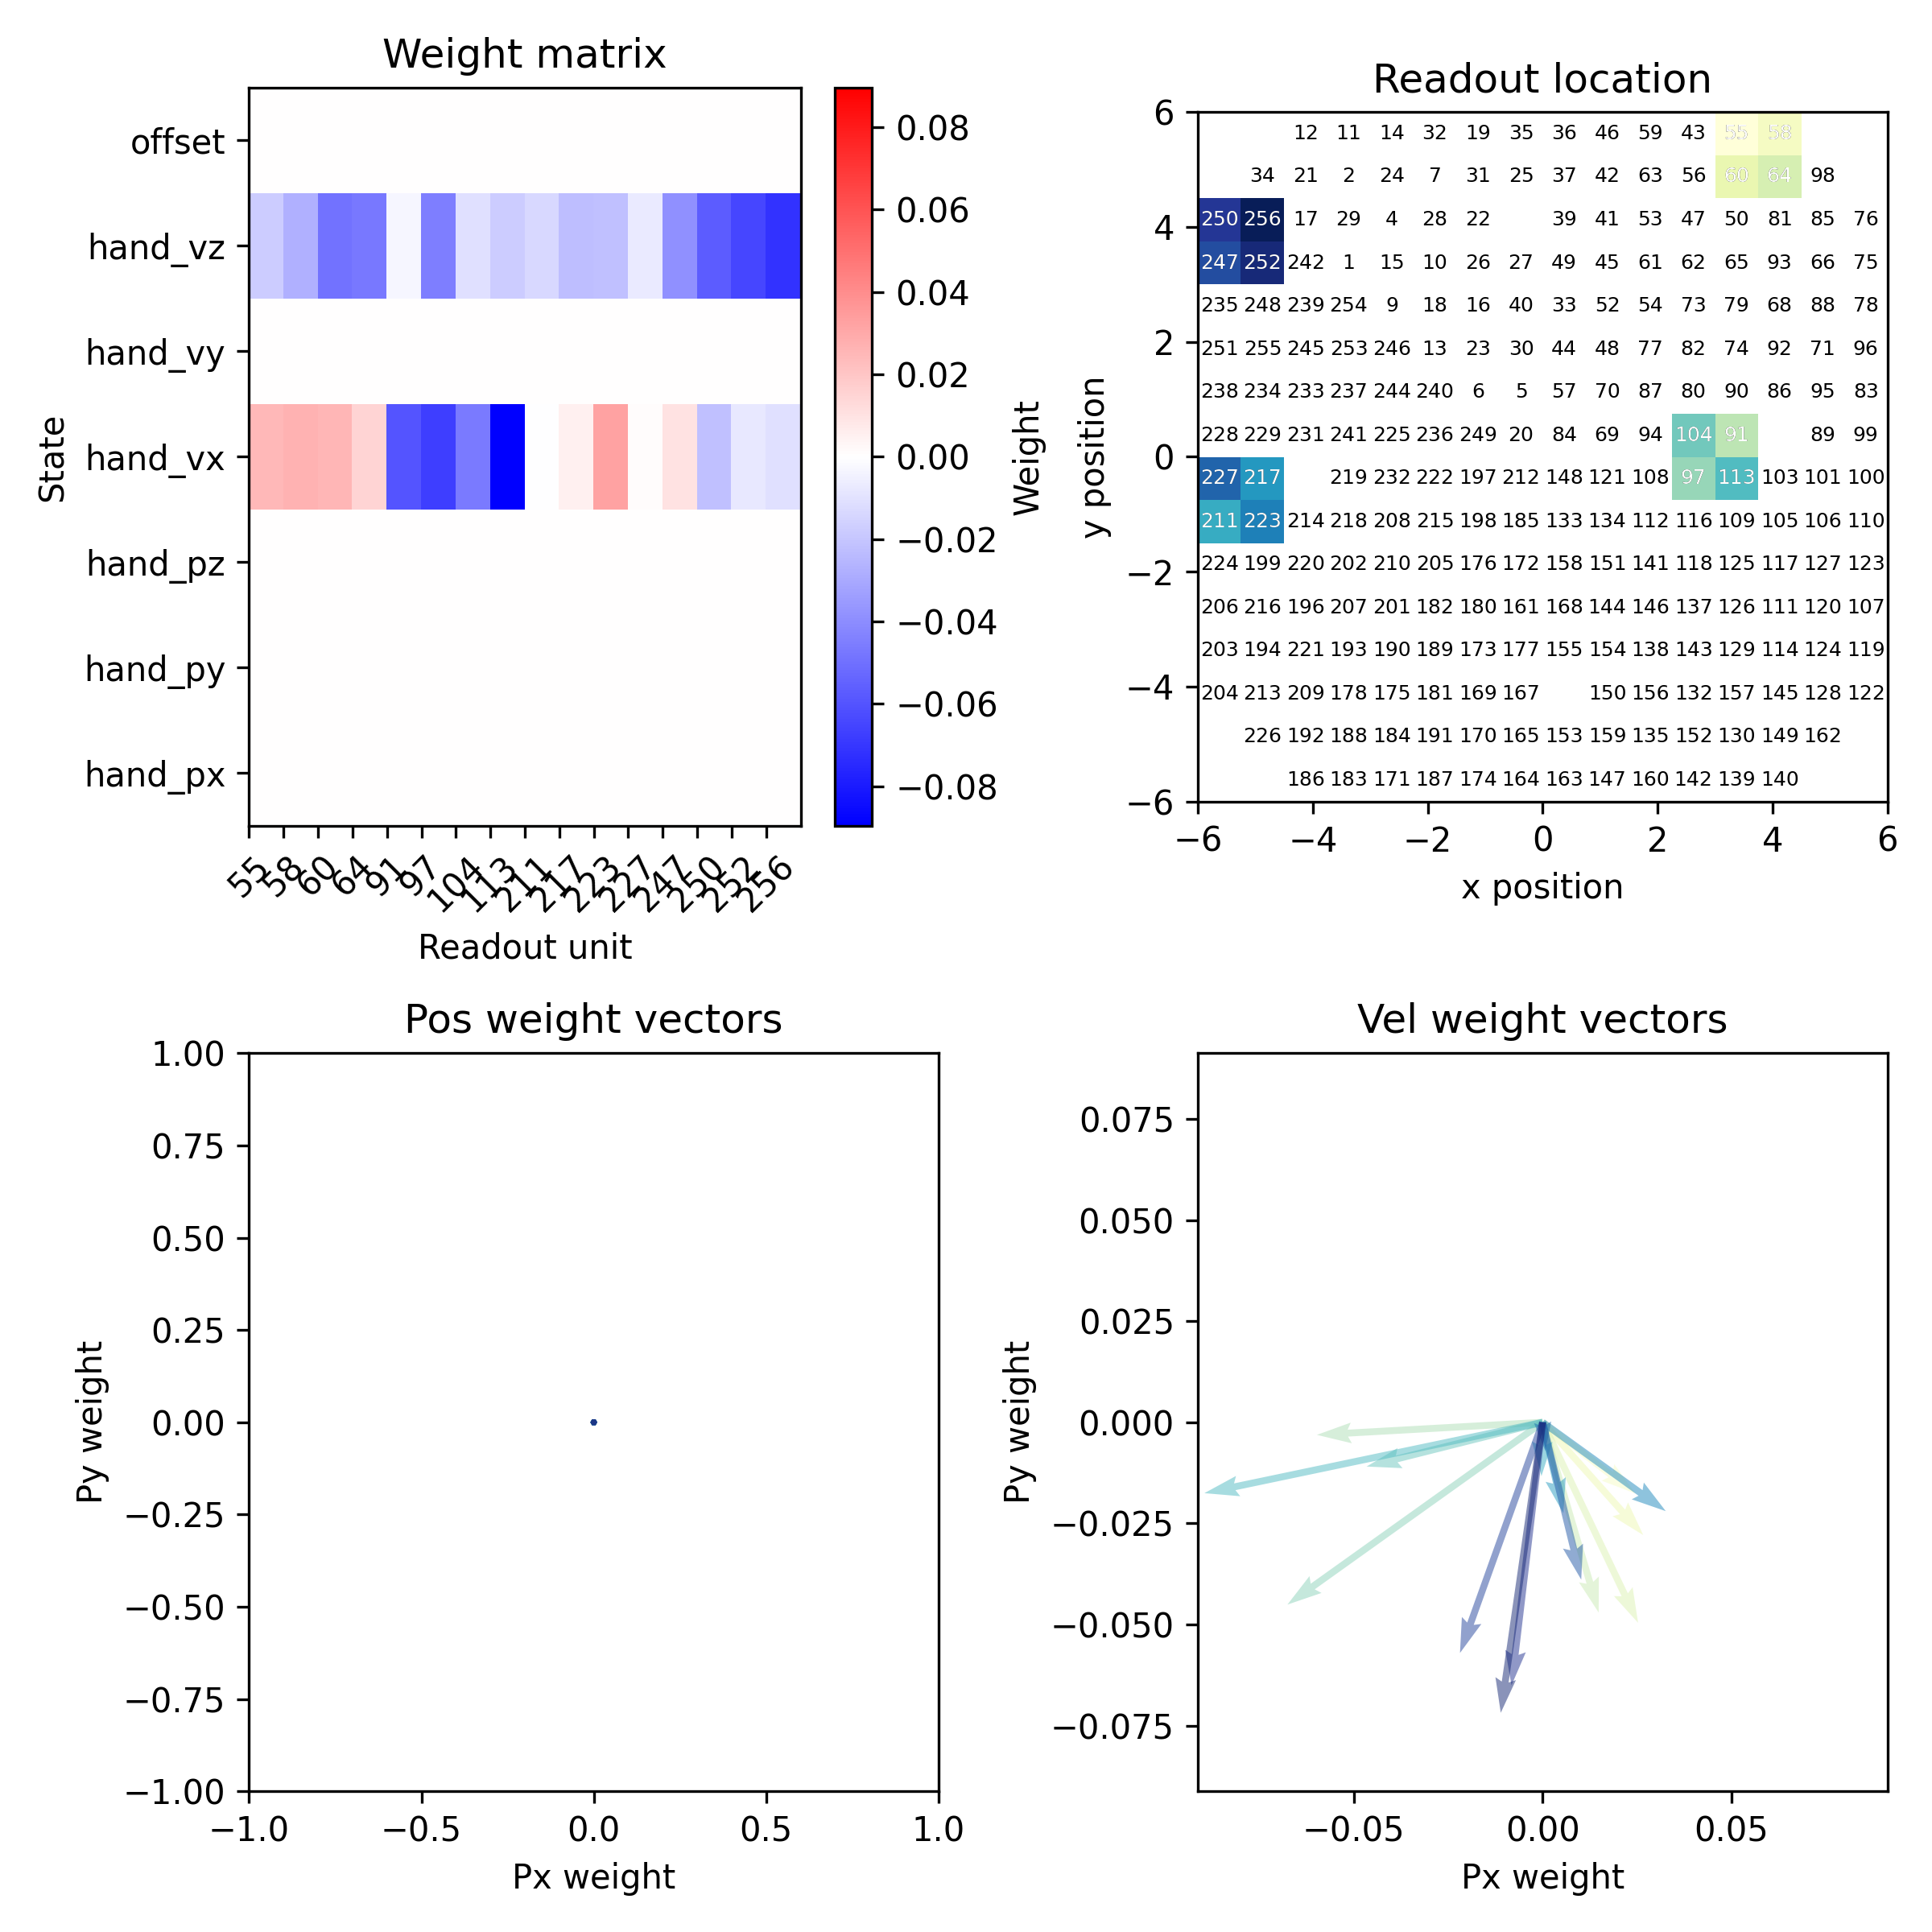 Weight matrix
offset
hand_vz
hand_vy
hand_vx
hand_pz
hand_py
hand_px
State
55 58 60 64 91 97 104 113 211 217 223 227 247 250 252 256
Readout unit
0.08
0.06
0.04
0.02
0.00
−0.02
−0.04
−0.06
−0.08
Weight
Readout location
6
4
2
0
−2
−4
−6
y position
12 11 14 32 19 35 36 46 59 43 55 58
34 21 2 24 7 31 25 37 42 63 56 60 64 98
250 256 17 29 4 28 22 39 41 53 47 50 81 85 76
247 252 242 1 15 10 26 27 49 45 61 62 65 93 66 75
235 248 239 254 9 18 16 40 33 52 54 73 79 68 88 78
251 255 245 253 246 13 23 30 44 48 77 82 74 92 71 96
238 234 233 237 244 240 6 5 57 70 87 80 90 86 95 83
228 229 231 241 225 236 249 20 84 69 94 104 91 89 99
227 217 219 232 222 197 212 148 121 108 97 113 103 101 100
211 223 214 218 208 215 198 185 133 134 112 116 109 105 106 110
224 199 220 202 210 205 176 172 158 151 141 118 125 117 127 123
206 216 196 207 201 182 180 161 168 144 146 137 126 111 120 107
203 194 221 193 190 189 173 177 155 154 138 143 129 114 124 119
204 213 209 178 175 181 169 167 150 156 132 157 145 128 122
226 192 188 184 191 170 165 153 159 135 152 130 149 162
186 183 171 187 174 164 163 147 160 142 139 140
−6 −4 −2 0 2 4 6
x position
Pos weight vectors
1.00
0.75
0.50
0.25
0.00
−0.25
−0.50
−0.75
−1.00
Py weight
−1.0 −0.5 0.0 0.5 1.0
Px weight
Vel weight vectors
0.075
0.050
0.025
0.000
−0.025
−0.050
−0.075
Py weight
−0.05 0.00 0.05
Px weight